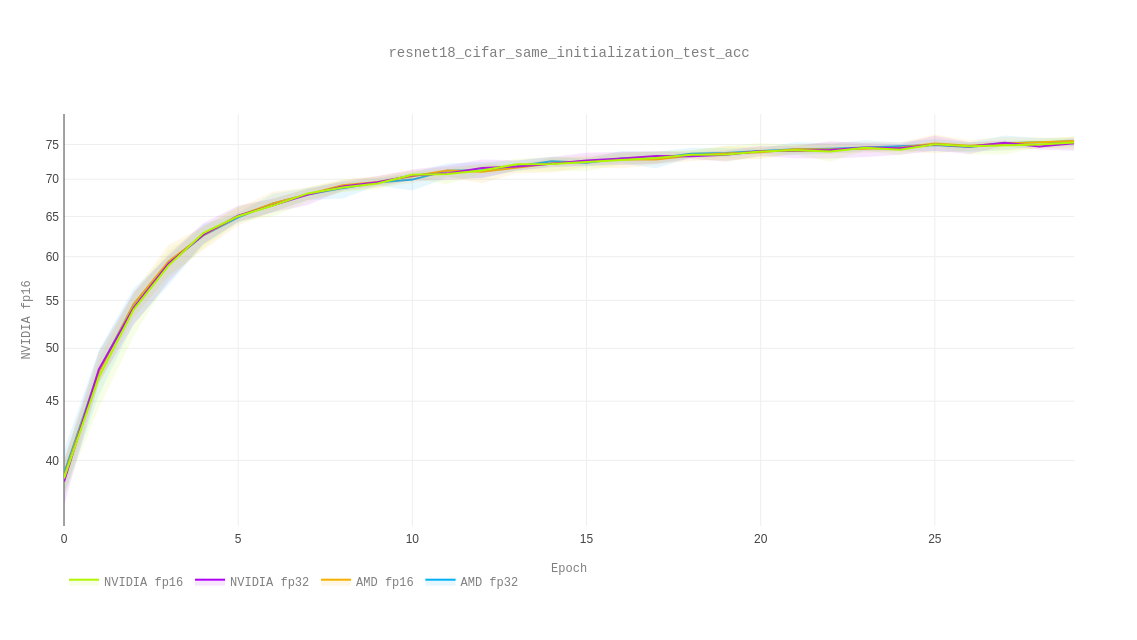 resnet18_cifar_same_initialization_test_acc
75
70
65
60
55
50
45
40
NVIDIA fp16
0 5 10 15 20 25
Epoch
NVIDIA fp16 NVIDIA fp32 AMD fp16 AMD fp32